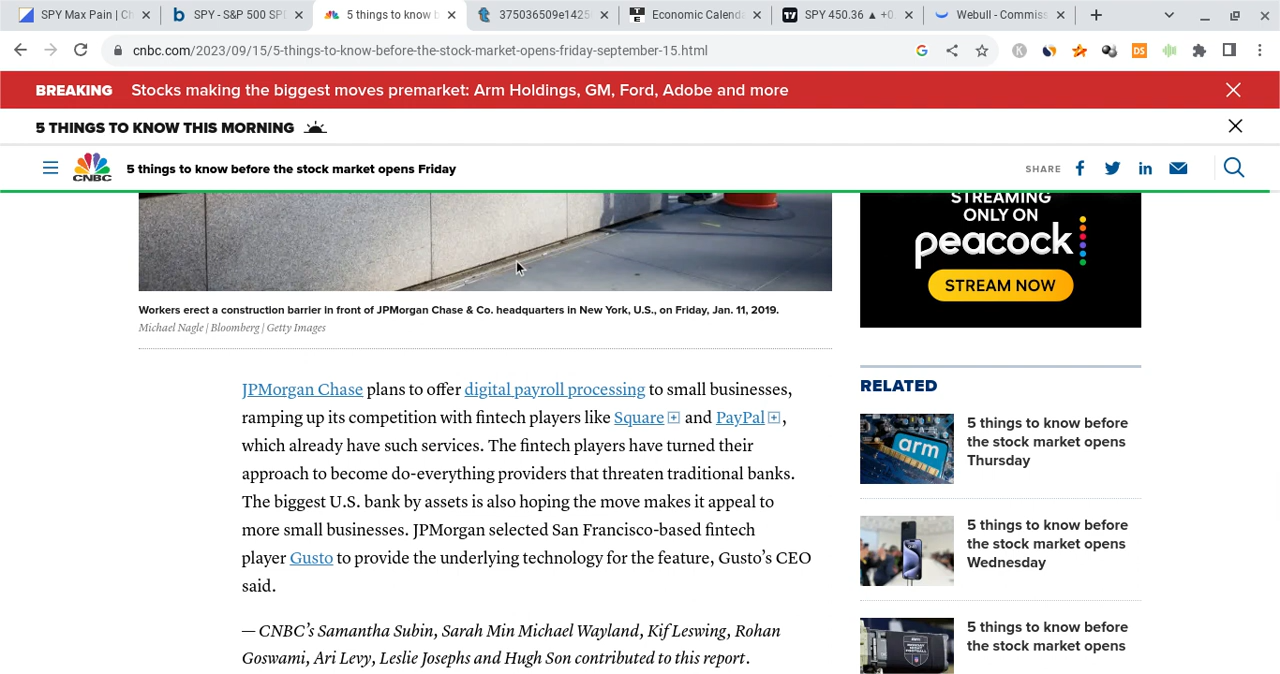 SPY Max Pain | Ch
SPY - S&P 500 SPD
5 things to know b
375036509e1425
Economic Calenda
SPY 450.36 ▲ +0
Webull - Commiss
cnbc.com/2023/09/15/5-things-to-know-before-the-stock-market-opens-friday-september-15.html
BREAKING Stocks making the biggest moves premarket: Arm Holdings, GM, Ford, Adobe and more
5 THINGS TO KNOW THIS MORNING
CNBC
5 things to know before the stock market opens Friday
SHARE
STREAMING
ONLY ON
peacock
STREAM NOW
Workers erect a construction barrier in front of JPMorgan Chase & Co. headquarters in New York, U.S., on Friday, Jan. 11, 2019.
Michael Nagle | Bloomberg | Getty Images
JPMorgan Chase plans to offer digital payroll processing to small businesses,
ramping up its competition with fintech players like Square and PayPal,
which already have such services. The fintech players have turned their
approach to become do-everything providers that threaten traditional banks.
The biggest U.S. bank by assets is also hoping the move makes it appeal to
more small businesses. JPMorgan selected San Francisco-based fintech
player Gusto to provide the underlying technology for the feature, Gusto's CEO
said.
— CNBC's Samantha Subin, Sarah Min Michael Wayland, Kif Leswing, Rohan
Goswami, Ari Levy, Leslie Josephs and Hugh Son contributed to this report.
RELATED
arm
5 things to know before
the stock market opens
Thursday
5 things to know before
the stock market opens
Wednesday
5 things to know before
the stock market opens